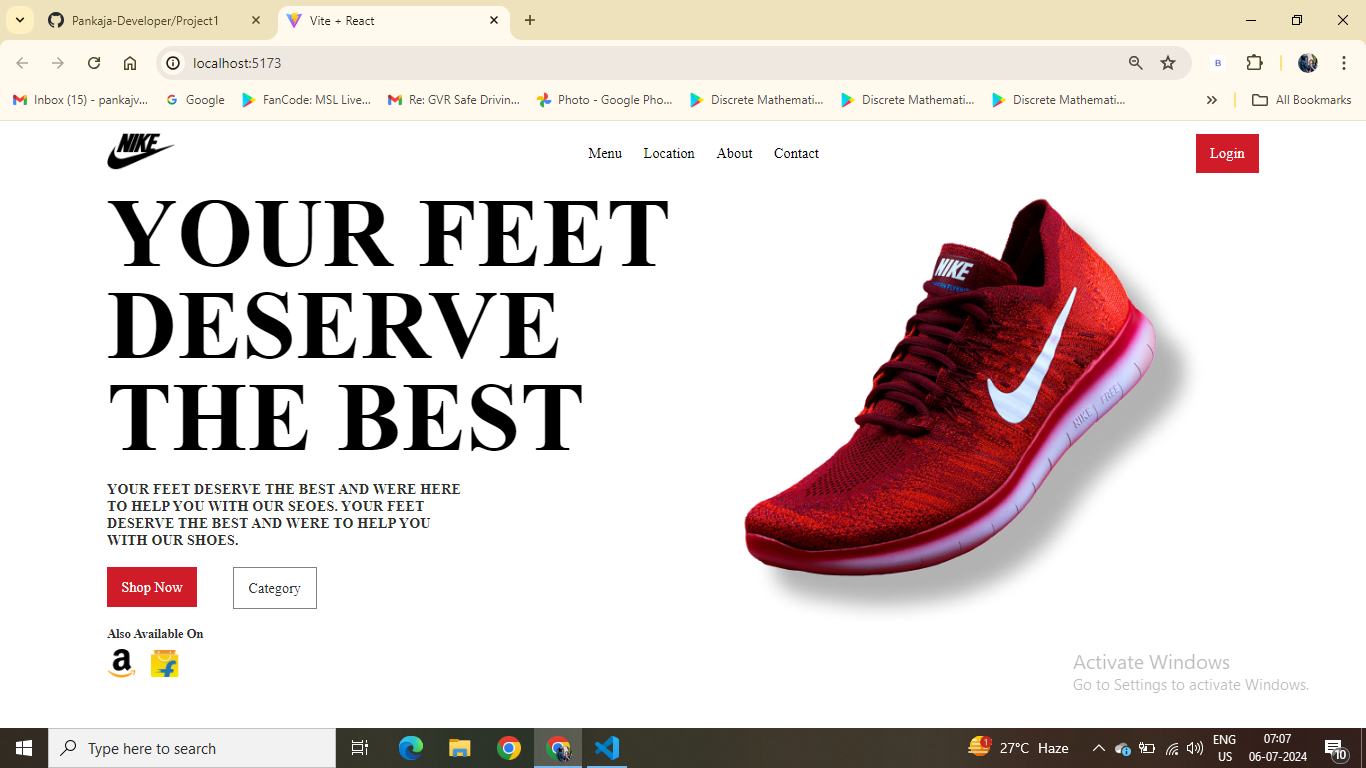 Pankaja-Developer/Project1
Vite + React
localhost:5173
Inbox (15) - pankajv...
Google
FanCode: MSL Live...
Re: GVR Safe Drivin...
Photo - Google Pho...
Discrete Mathemati...
Discrete Mathemati...
Discrete Mathemati...
All Bookmarks
NIKE
Menu
Location
About
Contact
Login
YOUR FEET
DESERVE
THE BEST
NIKE
NIKE FREE
YOUR FEET DESERVE THE BEST AND WERE HERE
TO HELP YOU WITH OUR SEOES. YOUR FEET
DESERVE THE BEST AND WERE TO HELP YOU
WITH OUR SHOES.
Shop Now
Category
Also Available On
a
f
Activate Windows
Go to Settings to activate Windows.
Type here to search
1
27°C Haze
ENG
US
07:07
06-07-2024
10